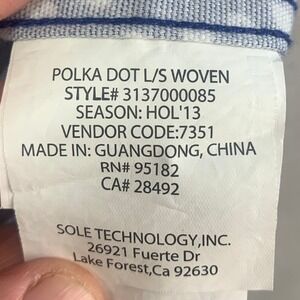 POLKA DOT L/S WOVEN
STYLE# 3137000085
SEASON: HOL'13
VENDOR CODE:7351
MADE IN: GUANGDONG, CHINA
RN# 95182
CA# 28492
SOLE TECHNOLOGY,INC.
26921 Fuerte Dr
Lake Forest,Ca 92630